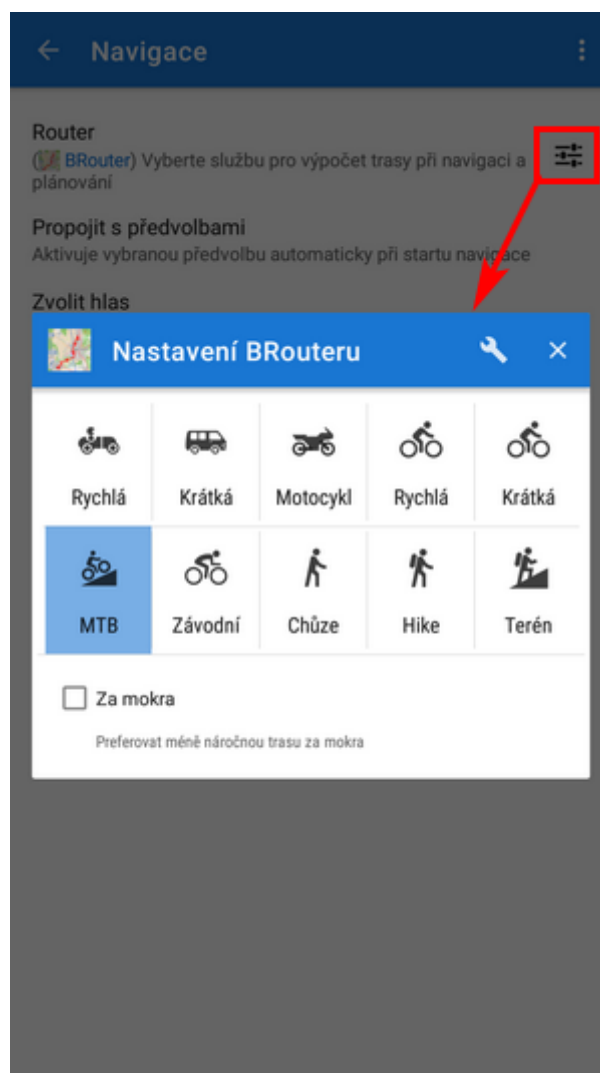 Navigace
Router
(BRouter) Vyberte službu pro výpočet trasy při navigaci a
plánování
Propojit s předvolbami
Aktivuje vybranou předvolbu automaticky při startu navigace
Zvolit hlas
Nastavení BRouteru
Rychlá Krátká Motocykl Rychlá Krátká
MTB Závodní Chůze Hike Terén
Za mokra
Preferovat méně náročnou trasu za mokra